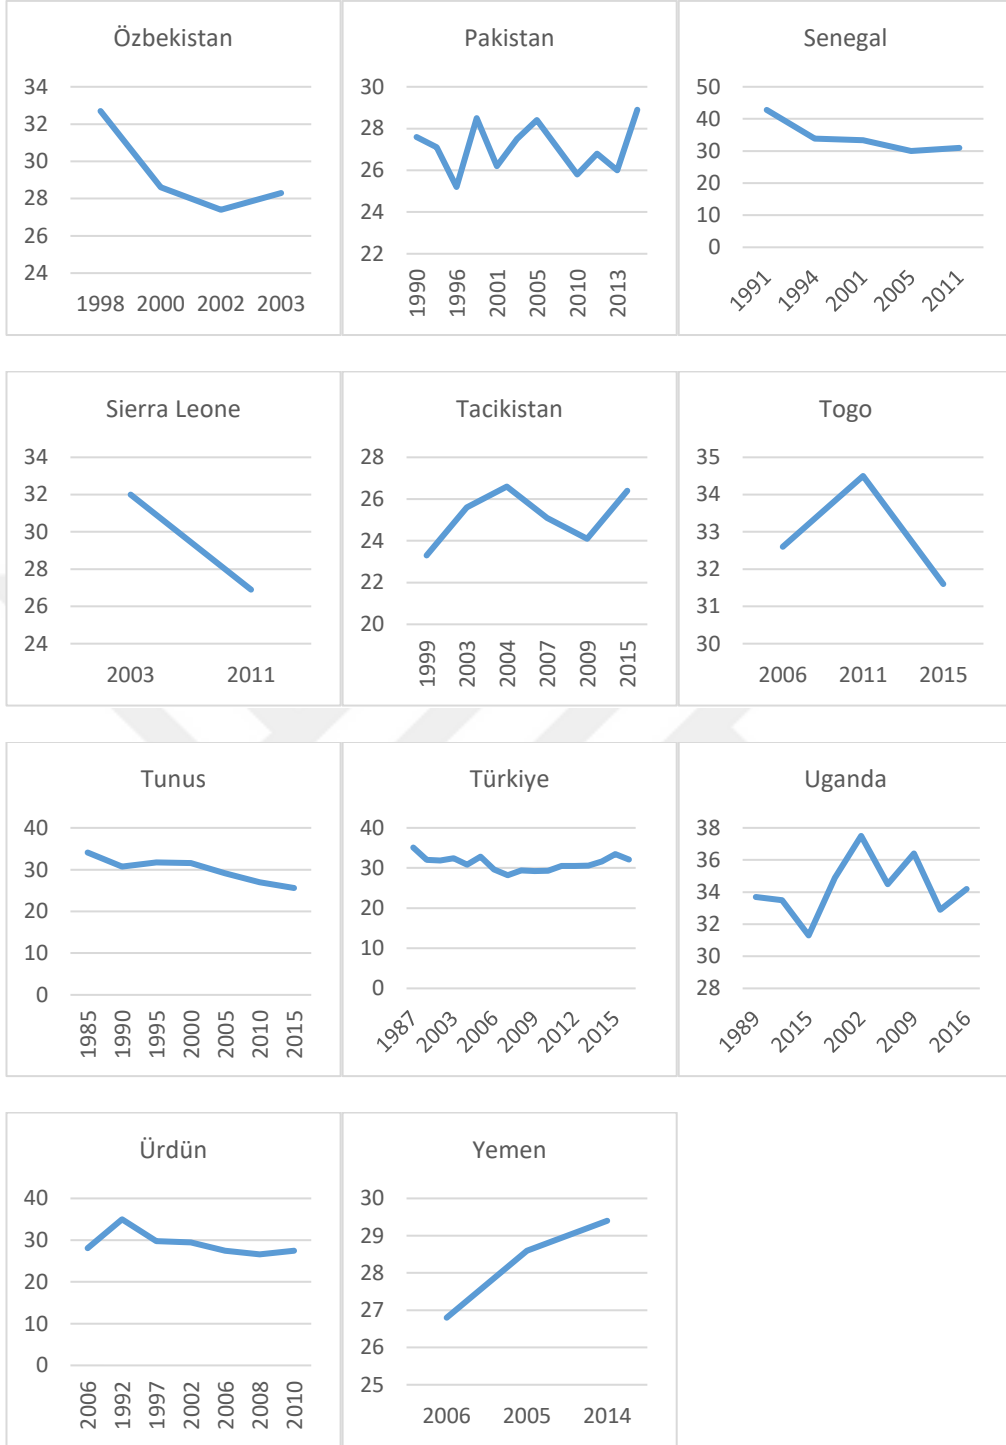 Özbekistan
34
32
30
28
26
24
1998 2000 2002 2003
Pakistan
30
28
26
24
22
1990 1996 2001 2005 2010 2013
Senegal
50
40
30
20
10
0
1991 1994 2001 2005 2011
Sierra Leone
34
32
30
28
26
24
2003 2011
Tacikistan
28
26
24
22
20
1999 2003 2004 2007 2009 2015
Togo
35
34
33
32
31
30
2006 2011 2015
Tunus
40
30
20
10
0
1985 1990 1995 2000 2005 2010 2015
Türkiye
40
30
20
10
0
1987 2003 2006 2009 2012 2015
Uganda
38
36
34
32
30
28
1989 2015 2002 2009 2016
Ürdün
40
30
20
10
0
2006 1992 1997 2002 2006 2008 2010
Yemen
30
29
28
27
26
25
2006 2005 2014